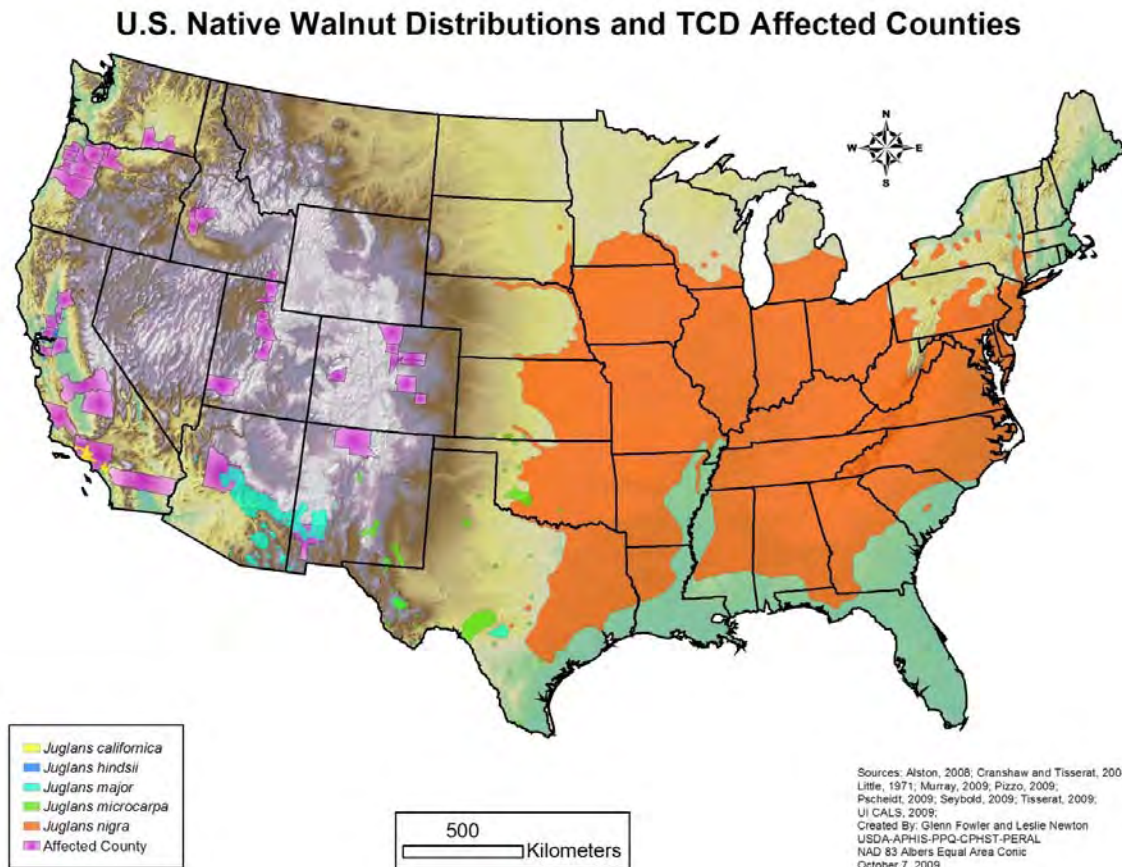 U.S. Native Walnut Distributions and TCD Affected Counties
N
W E
S
Juglans californica
Juglans hindsii
Juglans major
Juglans microcarpa
Juglans nigra
Affected County
500
Kilometers
Sources: Alston, 2008; Cranshaw and Tisserat, 200
Little, 1971; Murray, 2009; Pizzo, 2009;
Pscheidt, 2009; Seybold, 2009; Tisserat, 2009;
UI CALS, 2009;
Created By: Glenn Fowler and Leslie Newton
USDA-APHIS-PPQ-CPHST-PERAL
NAD 83 Albers Equal Area Conic
October 7, 2009